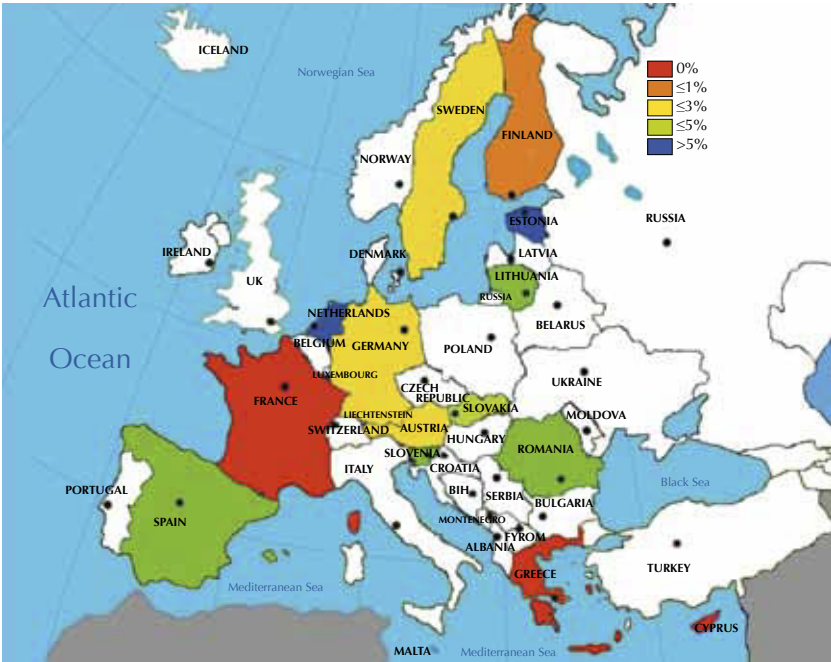 ICELAND
Norwegian Sea
0%
≤1%
≤3%
≤5%
>5%
SWEDEN
FINLAND
NORWAY
RUSSIA
ESTONIA
IRELAND
DENMARK
LATVIA
UK
LITHUANIA
RUSSIA
Atlantic
Ocean
NETHERLANDS
BELARUS
BELGIUM
GERMANY
POLAND
LUXEMBOURG
UKRAINE
CZECH
REPUBLIC
FRANCE
SLOVAKIA
LIECHTENSTEIN
MOLDOVA
SWITZERLAND
AUSTRIA
HUNGARY
ROMANIA
SLOVENIA
ITALY
CROATIA
PORTUGAL
BIH
SERBIA
Black Sea
BULGARIA
SPAIN
MONTENEGRO
FYROM
ALBANIA
TURKEY
GREECE
Mediterranean Sea
CYPRUS
MALTA
Mediterranean Sea